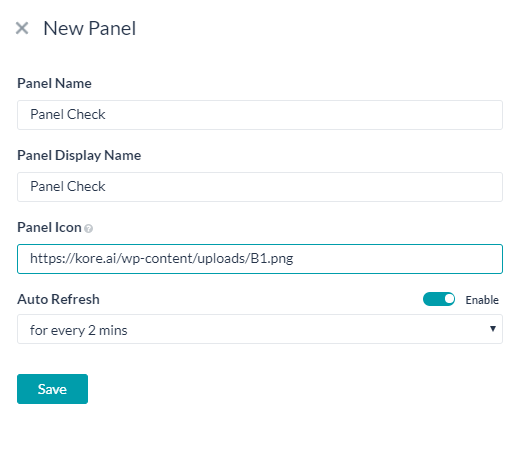 New Panel
Panel Name
Panel Check
Panel Display Name
Panel Check
Panel Icon
https://kore.ai/wp-content/uploads/B1.png
Auto Refresh Enable
for every 2 mins
Save